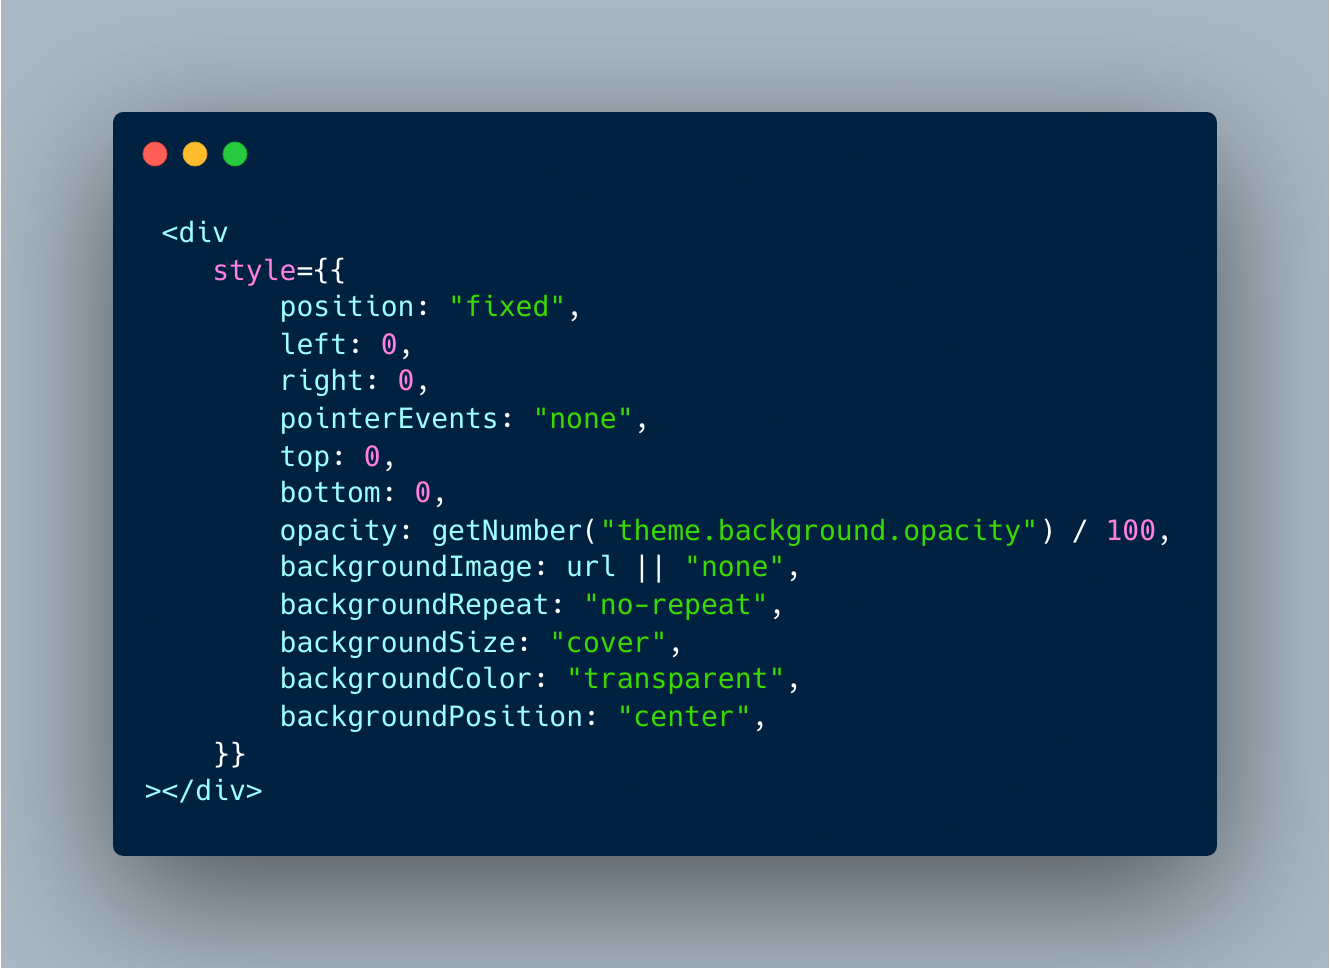 <div
style={{
position: "fixed",
left: 0,
right: 0,
pointerEvents: "none",
top: 0,
bottom: 0,
opacity: getNumber("theme.background.opacity") / 100,
backgroundImage: url || "none",
backgroundRepeat: "no-repeat",
backgroundSize: "cover",
backgroundColor: "transparent",
backgroundPosition: "center",
}}
></div>